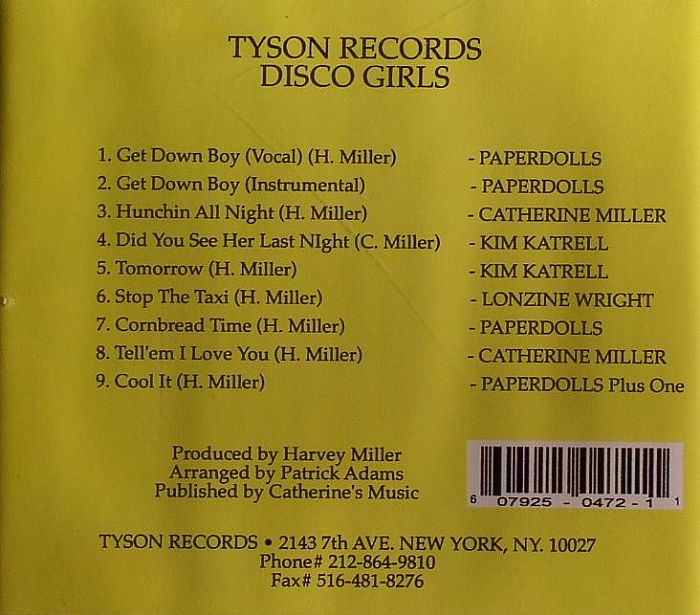 TYSON RECORDS
DISCO GIRLS
1. Get Down Boy (Vocal) (H. Miller) - PAPERDOLLS
2. Get Down Boy (Instrumental) - PAPERDOLLS
3. Hunchin All Night (H. Miller) - CATHERINE MILLER
4. Did You See Her Last NIght (C. Miller) - KIM KATRELL
5. Tomorrow (H. Miller) - KIM KATRELL
6. Stop The Taxi (H. Miller) - LONZINE WRIGHT
7. Cornbread Time (H. Miller) - PAPERDOLLS
8. Tell'em I Love You (H. Miller) - CATHERINE MILLER
9. Cool It (H. Miller) - PAPERDOLLS Plus One
Produced by Harvey Miller
Arranged by Patrick Adams
Published by Catherine's Music
6 07925 - 0472 - 1 1
TYSON RECORDS • 2143 7th AVE. NEW YORK, NY. 10027
Phone# 212-864-9810
Fax# 516-481-8276